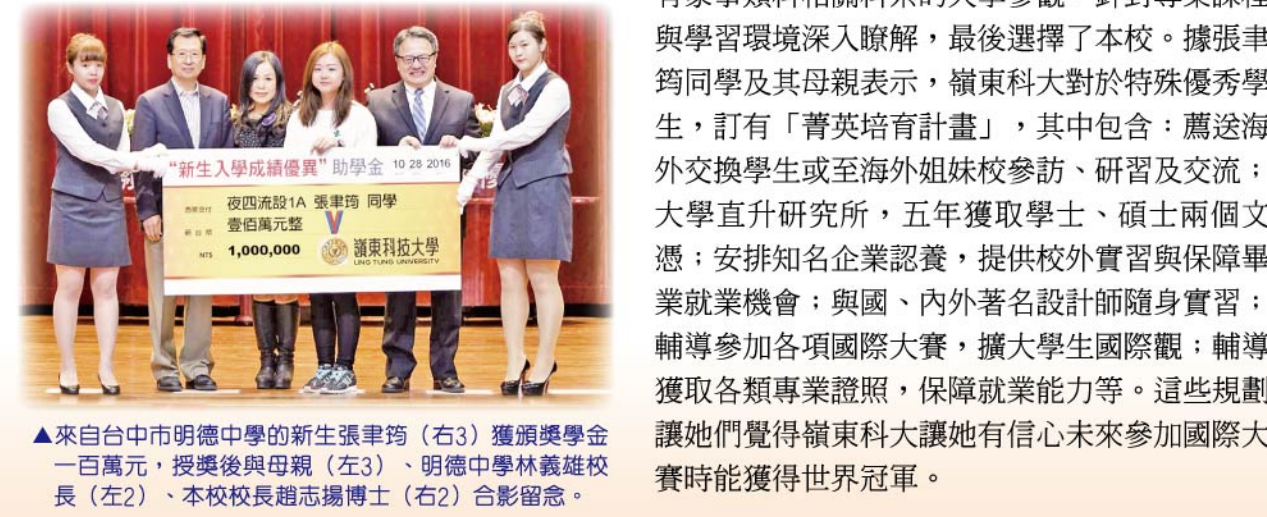 "新生入學成績優異" 助學金 10 28 2016
夜四流設1A 張聿筠 同學
壹佰萬元整
NT$ 1,000,000
嶺東科技大學
LING TUNG UNIVERSITY
▲來自台中市明德中學的新生張聿筠（右3）獲頒獎學金
一百萬元，授獎後與母親（左3）、明德中學林義雄校
長（左2）、本校校長趙志揚博士（右2）合影留念。
與學習環境深入瞭解，最後選擇了本校。據張聿
筠同學及其母親表示，嶺東科大對於特殊優秀學
生，訂有「菁英培育計畫」，其中包含：薦送海
外交換學生或至海外姐妹校參訪、研習及交流；
大學直升研究所，五年獲取學士、碩士兩個文
憑；安排知名企業認養，提供校外實習與保障畢
業就業機會；與國、內外著名設計師隨身實習；
輔導參加各項國際大賽，擴大學生國際觀；輔導
獲取各類專業證照，保障就業能力等。這些規劃
讓她們覺得嶺東科大讓她有信心未來參加國際大
賽時能獲得世界冠軍。